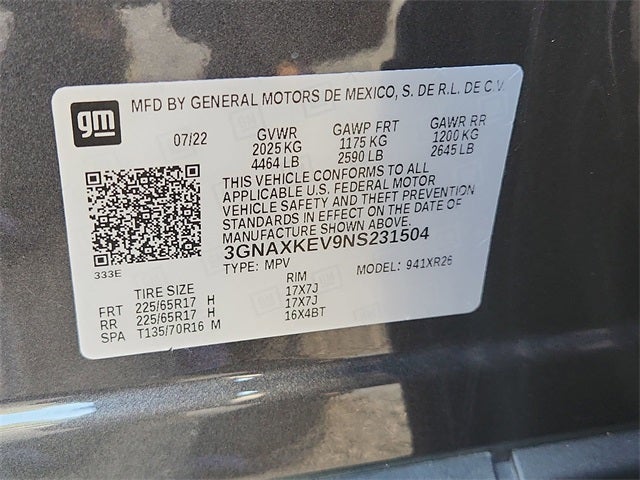 gm
MFD BY GENERAL MOTORS DE MEXICO, S. DE R.L. DE C.V.
07/22 GVWR GAWP FRT GAWR RR
2025 KG 1175 KG 1200 KG
4464 LB 2590 LB 2645 LB
THIS VEHICLE CONFORMS TO ALL
APPLICABLE U.S. FEDERAL MOTOR
VEHICLE SAFETY AND THEFT PREVENTION
STANDARDS IN EFFECT ON THE DATE OF
MANUFACTURE SHOWN ABOVE.
3GNAXKEV9NS231504
333E
TYPE: MPV MODEL: 941XR26
TIRE SIZE RIM
FRT 225/65R17 H 17X7J
RR 225/65R17 H 17X7J
SPA T135/70R16 M 16X4BT